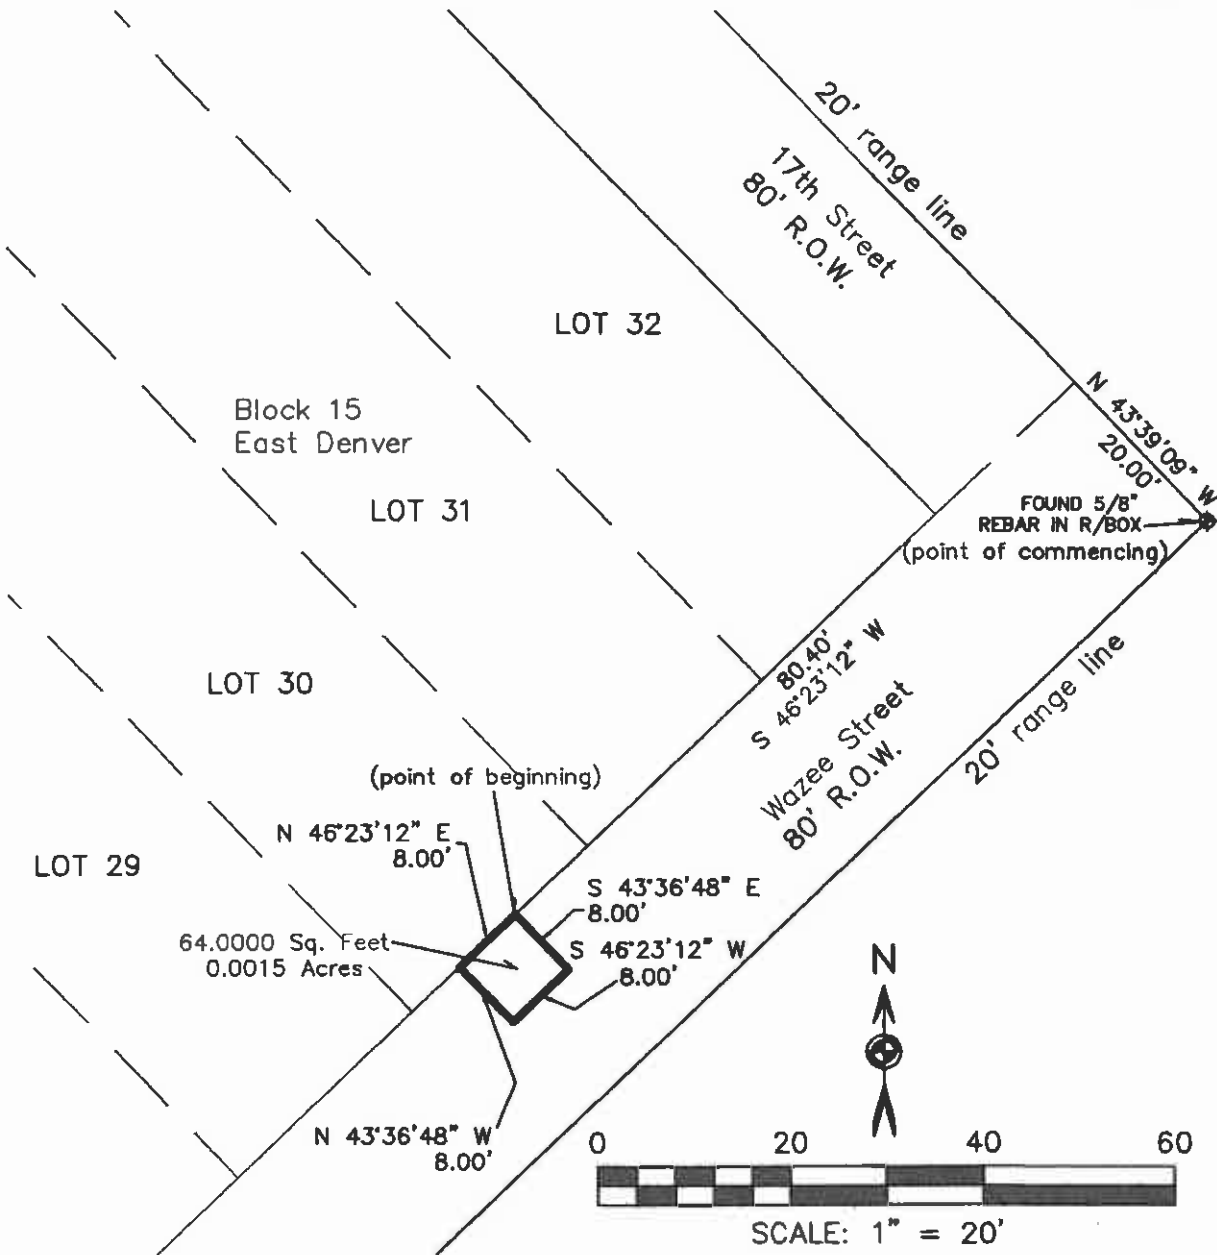 20' range line
17th Street
80' R.O.W.
LOT 32
N 43°39'09" W
20.00'
Block 15
East Denver
LOT 31
FOUND 5/8"
REBAR IN R/BOX
(point of commencing)
80.40'
S 46°23'12" W
LOT 30
Wazee Street
80' R.O.W.
20' range line
(point of beginning)
N 46°23'12" E
8.00'
LOT 29
S 43°36'48" E
8.00'
64.0000 Sq. Feet
0.0015 Acres
S 46°23'12" W
8.00'
N
N 43°36'48" W
8.00'
0 20 40 60
SCALE: 1" = 20'